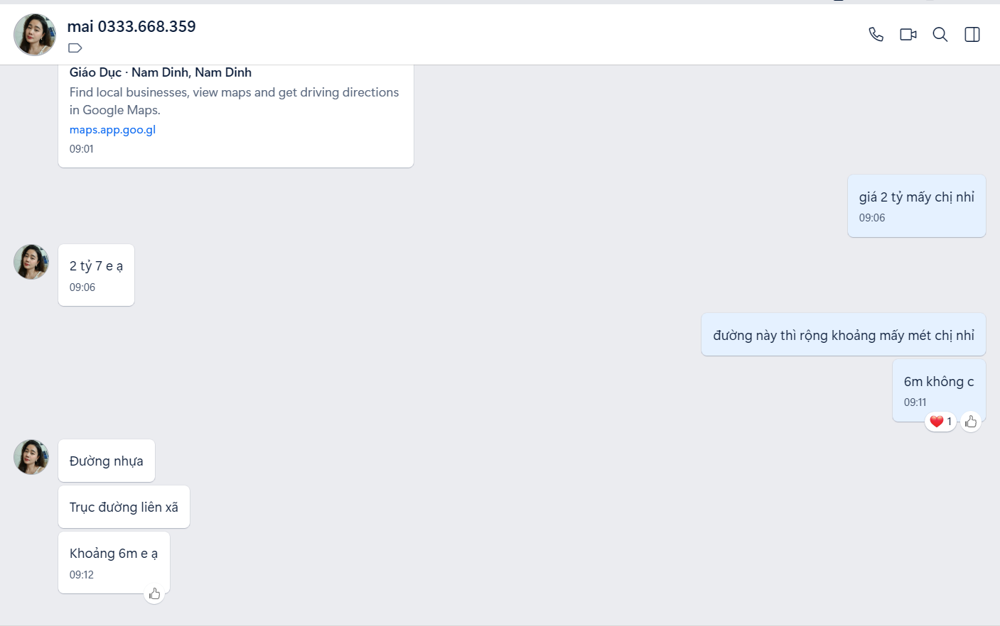 mai 0333.668.359
Giáo Dục · Nam Dinh, Nam Dinh
Find local businesses, view maps and get driving directions
in Google Maps.
maps.app.goo.gl
09:01
giá 2 tỷ mấy chị nhỉ
09:06
2 tỷ 7 e ạ
09:06
đường này thì rộng khoảng mấy mét chị nhỉ
6m không c
09:11
1
Đường nhựa
Trục đường liên xã
Khoảng 6m e ạ
09:12